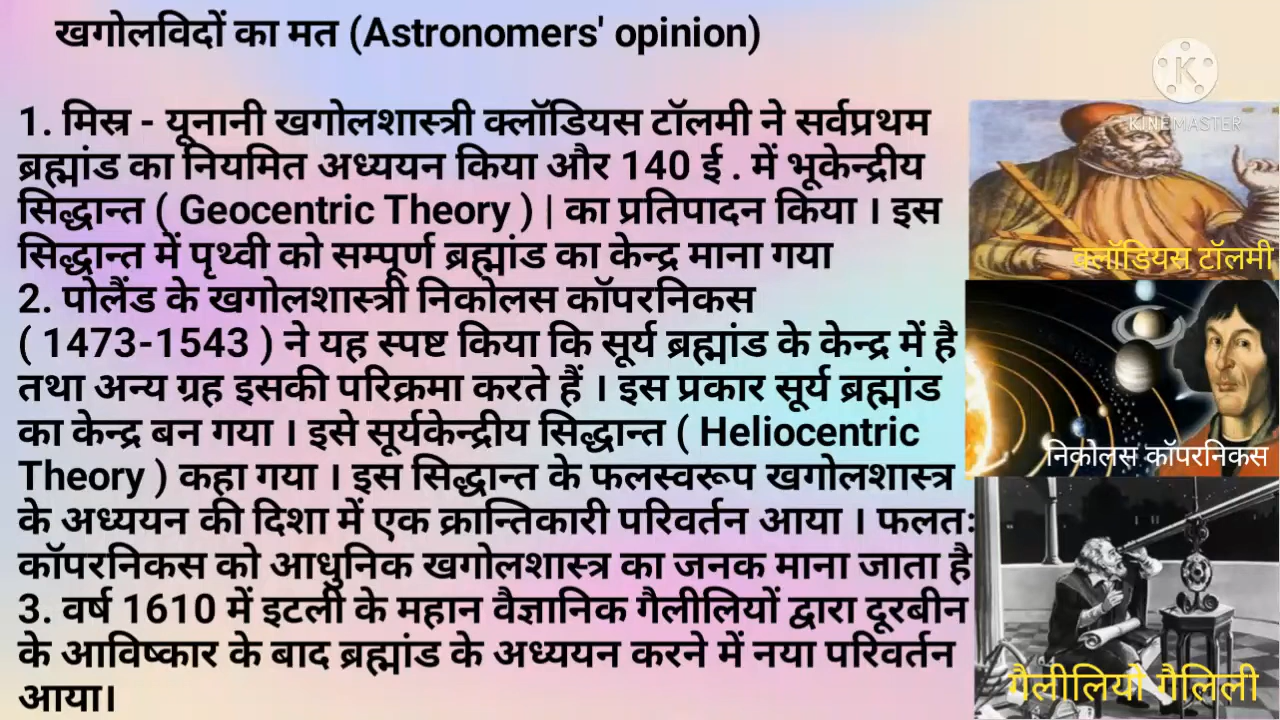 खगोलविदों का मत (Astronomers' opinion)
1. मिस्र - यूनानी खगोलशास्त्री क्लॉडियस टॉलमी ने सर्वप्रथम
ब्रह्मांड का नियमित अध्ययन किया और 140 ई . में भूकेन्द्रीय
सिद्धान्त ( Geocentric Theory ) | का प्रतिपादन किया । इस
सिद्धान्त में पृथ्वी को सम्पूर्ण ब्रह्मांड का केन्द्र माना गया
2. पोलैंड के खगोलशास्त्री निकोलस कॉपरनिकस
( 1473-1543 ) ने यह स्पष्ट किया कि सूर्य ब्रह्मांड के केन्द्र में है
तथा अन्य ग्रह इसकी परिक्रमा करते हैं । इस प्रकार सूर्य ब्रह्मांड
का केन्द्र बन गया । इसे सूर्यकेन्द्रीय सिद्धान्त ( Heliocentric
Theory ) कहा गया । इस सिद्धान्त के फलस्वरूप खगोलशास्त्र
के अध्ययन की दिशा में एक क्रान्तिकारी परिवर्तन आया । फलतः
कॉपरनिकस को आधुनिक खगोलशास्त्र का जनक माना जाता है
3. वर्ष 1610 में इटली के महान वैज्ञानिक गैलीलियों द्वारा दूरबीन
के आविष्कार के बाद ब्रह्मांड के अध्ययन करने में नया परिवर्तन
आया।
K
KINEMASTER
क्लॉडियस टॉलमी
निकोलस कॉपरनिकस
गैलीलियो गैलिली